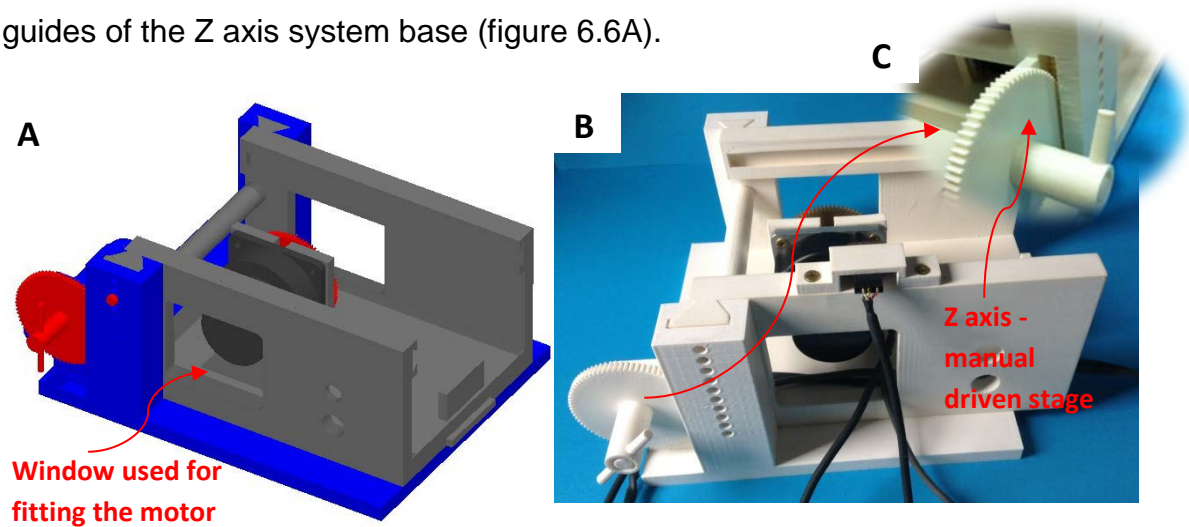 guides of the Z axis system base (figure 6.6A).
C
A
B
Z axis -
manual
driven stage
Window used for
fitting the motor